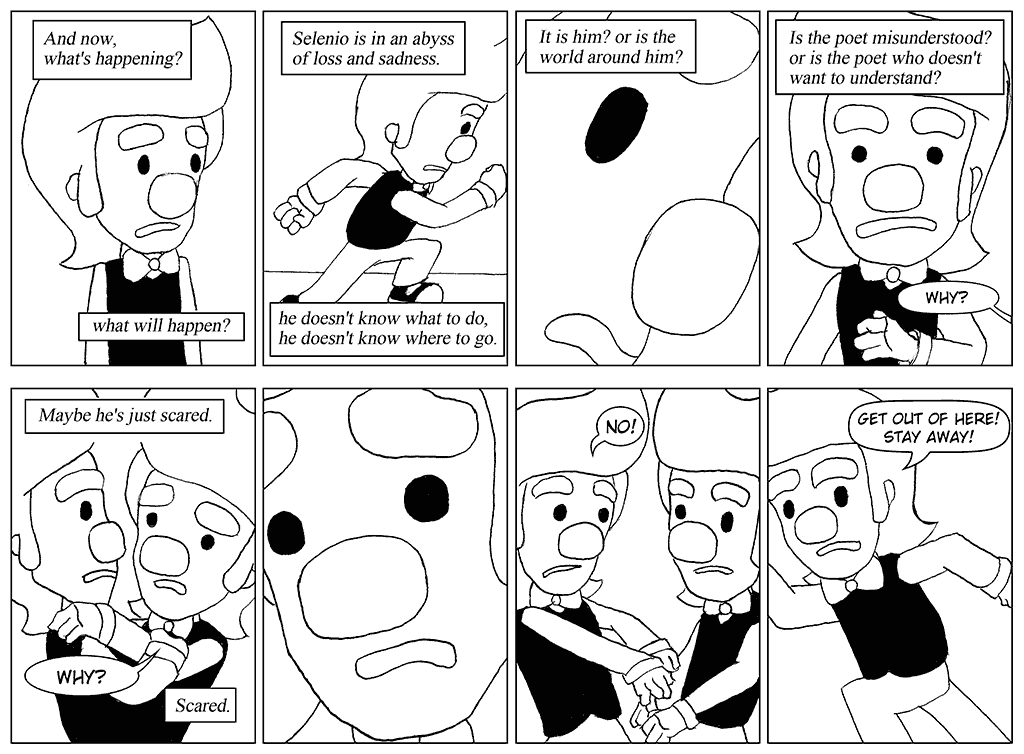 And now,
what's happening?
what will happen?
Selenio is in an abyss
of loss and sadness.
he doesn't know what to do,
he doesn't know where to go.
It is him? or is the
world around him?
Is the poet misunderstood?
or is the poet who doesn't
want to understand?
WHY?
Maybe he's just scared.
WHY?
Scared.
NO!
GET OUT OF HERE!
STAY AWAY!